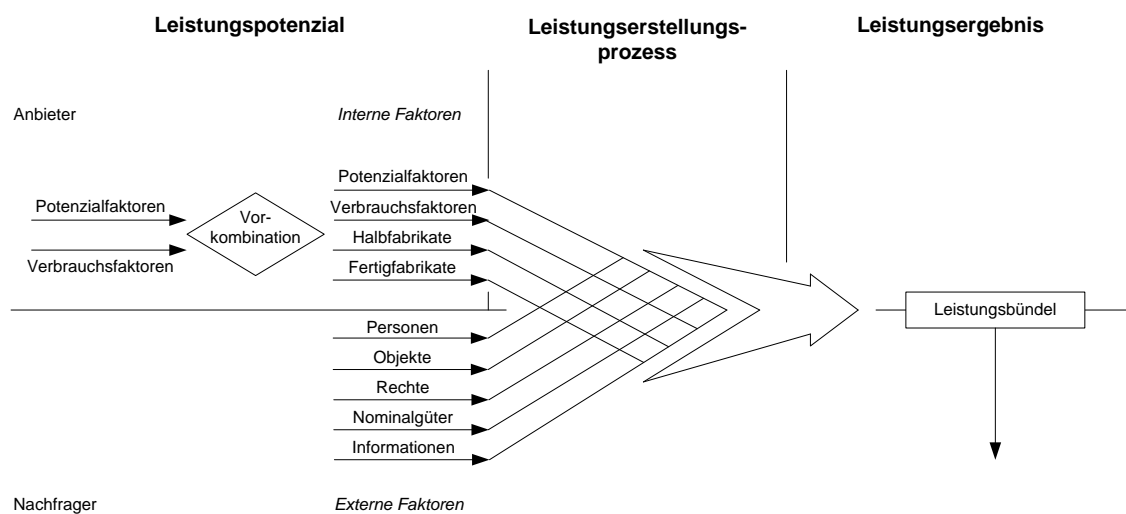 Leistungspotenzial
Leistungserstellungs-
prozess
Leistungsergebnis
Anbieter
Interne Faktoren
Potenzialfaktoren
Verbrauchsfaktoren
Vor-
kombination
Potenzialfaktoren
Verbrauchsfaktoren
Halbfabrikate
Fertigfabrikate
Leistungsbündel
Personen
Objekte
Rechte
Nominalgüter
Informationen
Nachfrager
Externe Faktoren